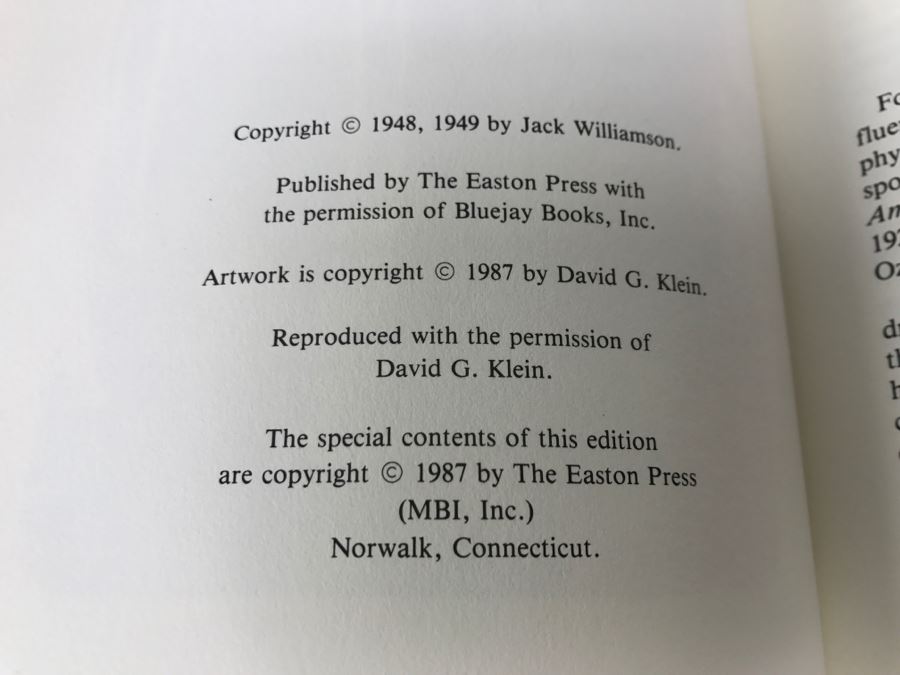 Copyright © 1948, 1949 by Jack Williamson.
Published by The Easton Press with
the permission of Bluejay Books, Inc.
Artwork is copyright © 1987 by David G. Klein.
Reproduced with the permission of
David G. Klein.
The special contents of this edition
are copyright © 1987 by The Easton Press
(MBI, Inc.)
Norwalk, Connecticut.